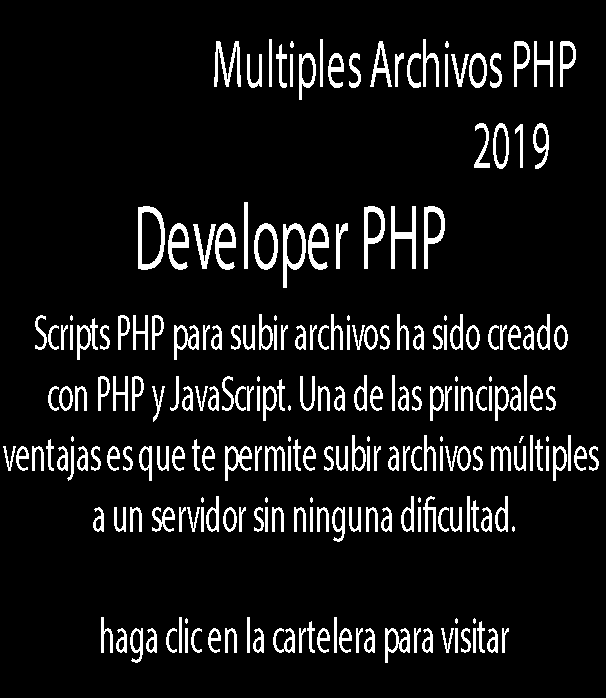 Multiples Archivos PHP
2019
Developer PHP
Scripts PHP para subir archivos ha sido creado
con PHP y JavaScript. Una de las principales
ventajas es que te permite subir archivos múltiples
a un servidor sin ninguna dificultad.
haga clic en la cartelera para visitar